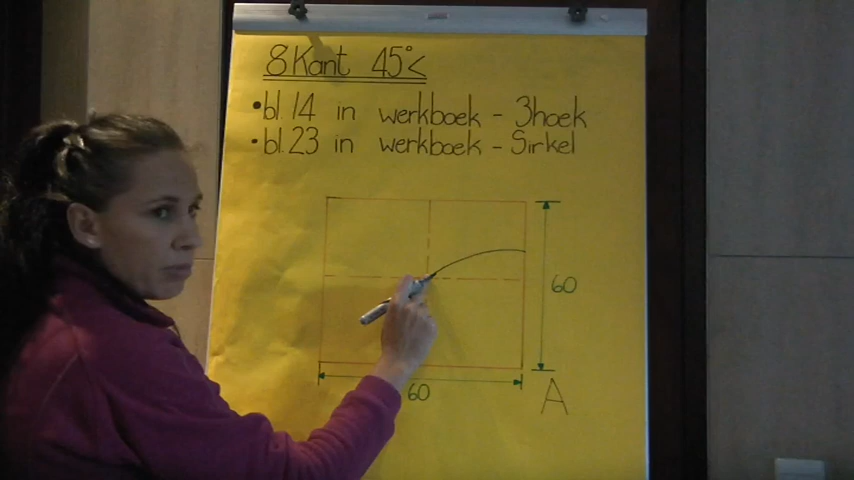 8Kant 45°<
• bl. 14 in werkboek - 3hoek
• bl. 23 in werkboek - Sirkel
60
60
A